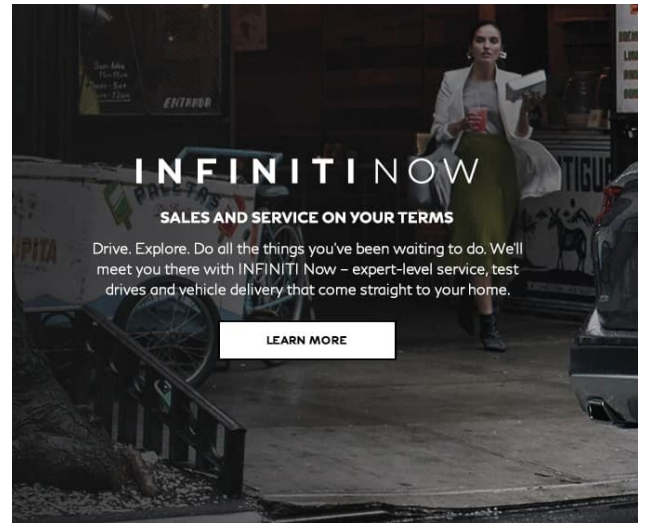 ENTRADA
INFINITI NOW
PALETAS
SALES AND SERVICE ON YOUR TERMS
Drive. Explore. Do all the things you've been waiting to do. We'll
meet you there with INFINITI Now – expert-level service, test
drives and vehicle delivery that come straight to your home.
LEARN MORE